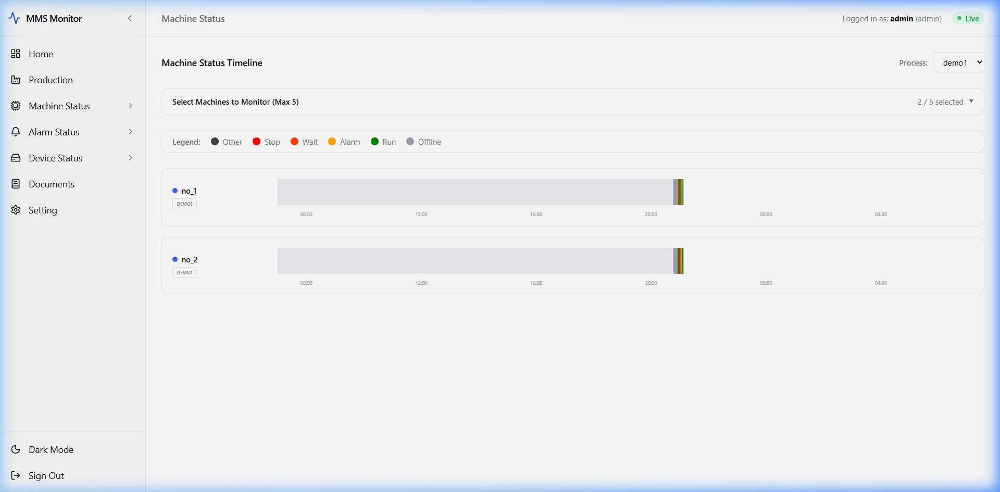 MMS Monitor
Machine Status
Logged in as: admin (admin)
Live
Home
Production
Machine Status
Alarm Status
Device Status
Documents
Setting
Dark Mode
Sign Out
Machine Status Timeline
Process: demo1
Select Machines to Monitor (Max 5)
2 / 5 selected
Legend: Other Stop Wait Alarm Run Offline
no_1
DEMO1
08:00 12:00 16:00 20:00 00:00 04:00
no_2
DEMO1
08:00 12:00 16:00 20:00 00:00 04:00